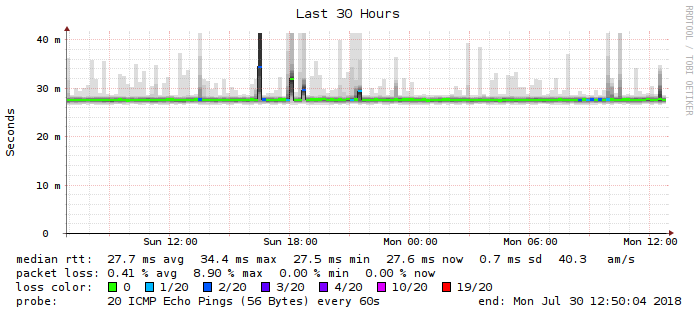 Last 30 Hours
RRDTOOL / TOBI OETIKER
Seconds
40 m
30 m
20 m
10 m
0
Sun 12:00 Sun 18:00 Mon 00:00 Mon 06:00 Mon 12:00
median rtt: 27.7 ms avg 34.4 ms max 27.5 ms min 27.6 ms now 0.7 ms sd 40.3 am/s
packet loss: 0.41 % avg 8.90 % max 0.00 % min 0.00 % now
loss color: 0 1/20 2/20 3/20 4/20 10/20 19/20
probe: 20 ICMP Echo Pings (56 Bytes) every 60s end: Mon Jul 30 12:50:04 2018